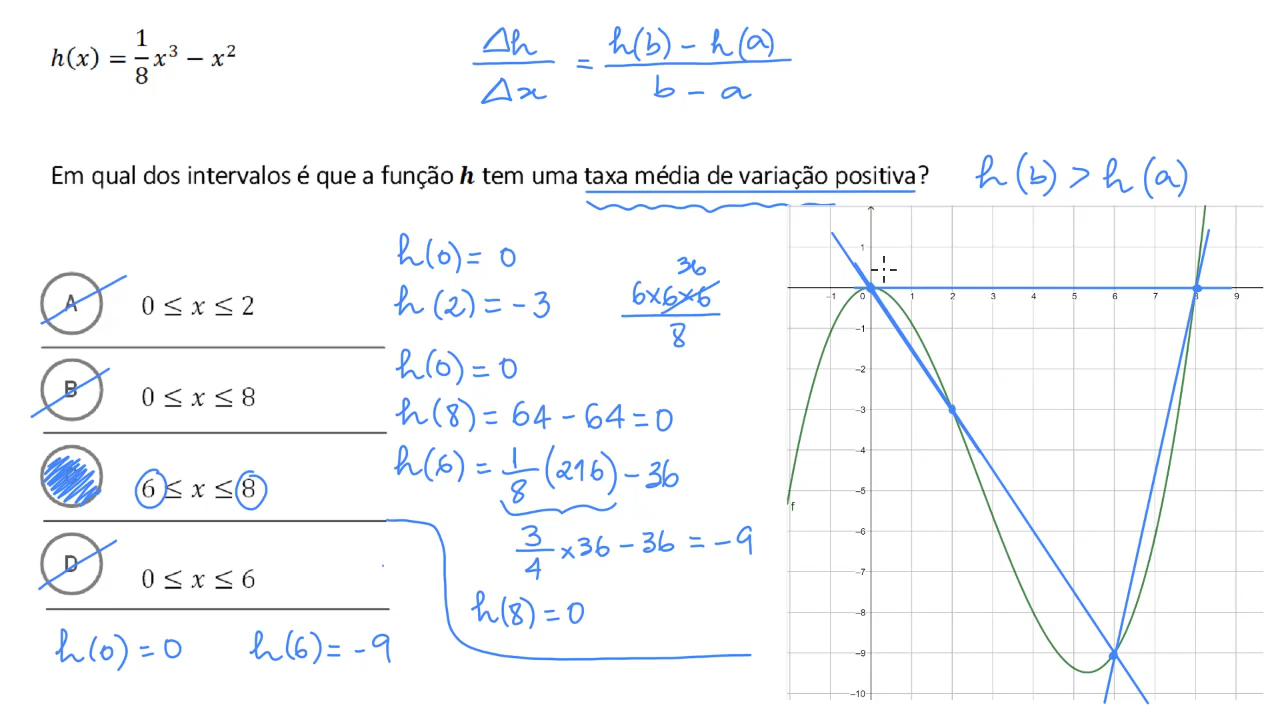 h(x) = 1/8 x³ − x²
Δh/Δx = (h(b) − h(a))/(b − a)
Em qual dos intervalos é que a função h tem uma taxa média de variação positiva?
h(b) > h(a)
A 0 ≤ x ≤ 2
B 0 ≤ x ≤ 8
6 ≤ x ≤ 8
D 0 ≤ x ≤ 6
h(0) = 0 h(6) = −9
h(0) = 0
h(2) = −3
36
6×6×6
8
h(0) = 0
h(8) = 64 − 64 = 0
h(6) = 1/8 (216) − 36
3/4 × 36 − 36 = −9
h(8) = 0
1
−1 0 1 2 3 4 5 6 7 8 9
−1
−2
−3
−4
−5
f
−6
−7
−8
−9
−10